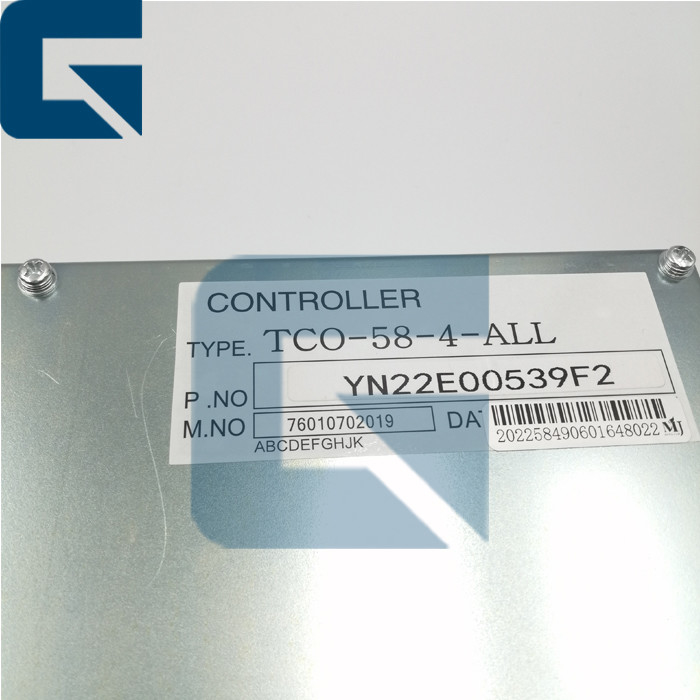 CONTROLLER
TYPE. TCO-58-4-ALL
P .NO YN22E00539F2
M.NO 76010702019 DAT
ABCDEFGHJK
202258490601648022 MJ